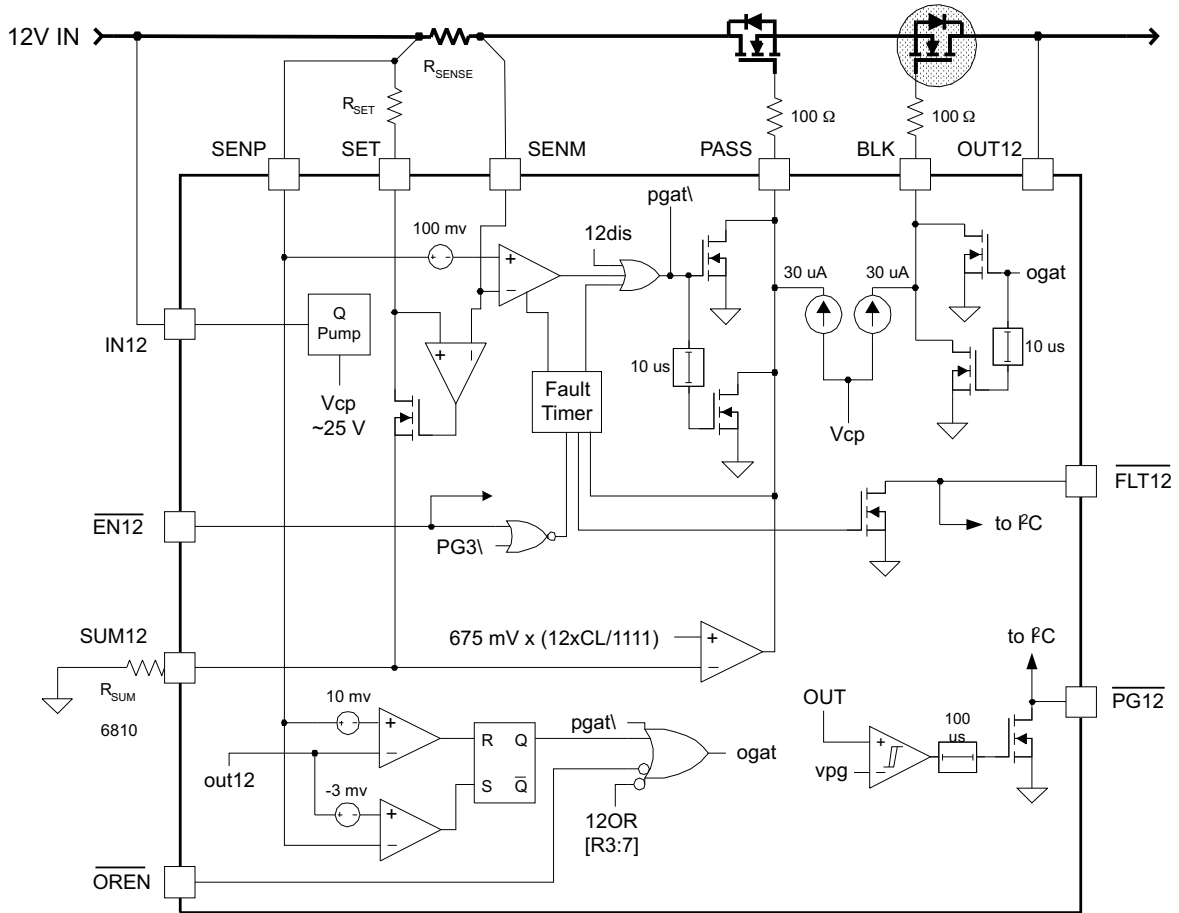 12V IN
R_SENSE
R_SET
100 Ω
100 Ω
SENP
SET
SENM
PASS
BLK
OUT12
pgat\
100 mv
12dis
+
−
30 uA
30 uA
ogat
Q
Pump
IN12
+
−
10 us
10 us
Vcp
~25 V
Fault
Timer
Vcp
FLT12
to I²C
EN12
PG3\
SUM12
675 mV x (12xCL/1111)
+
−
to I²C
R_SUM
6810
10 mv
OUT
PG12
pgat\
100
us
+
−
R
Q
ogat
+
−
out12
vpg
S
Q
-3 mv
+
−
12OR
[R3:7]
OREN